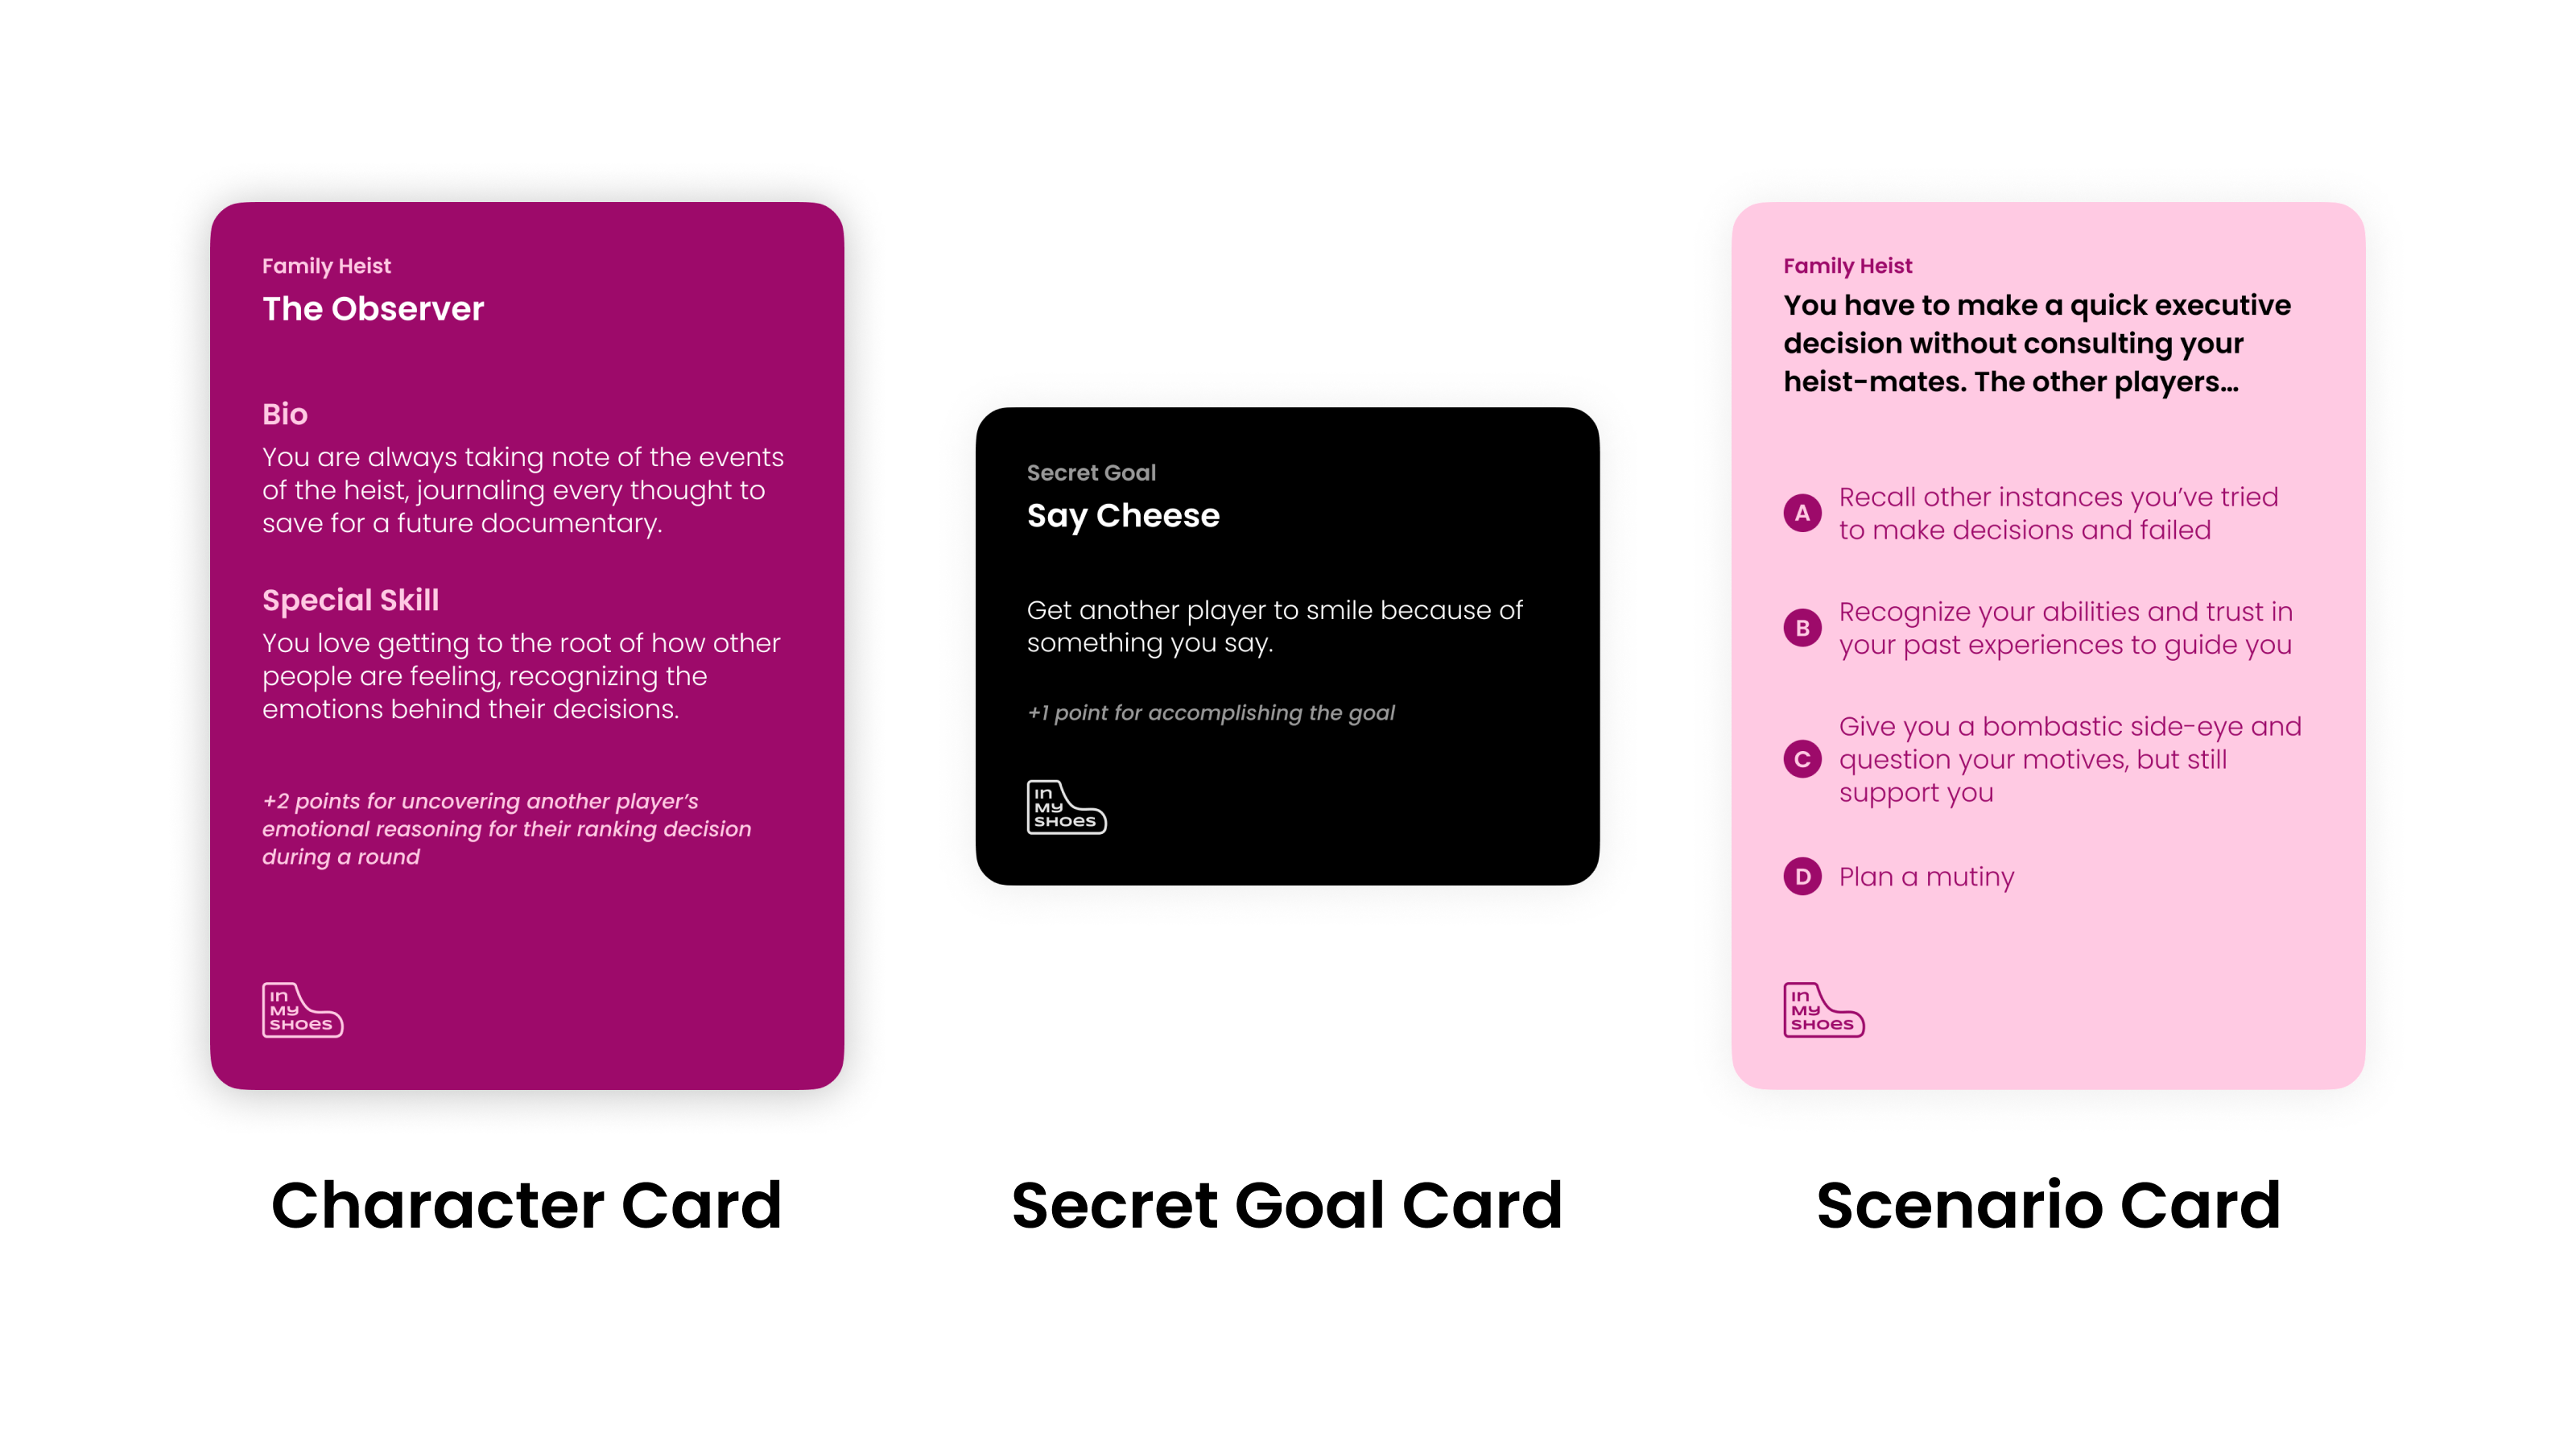 Family Heist
The Observer
Bio
You are always taking note of the events
of the heist, journaling every thought to
save for a future documentary.
Special Skill
You love getting to the root of how other
people are feeling, recognizing the
emotions behind their decisions.
+2 points for uncovering another player's
emotional reasoning for their ranking decision
during a round
in
My
SHoes
Character Card
Secret Goal
Say Cheese
Get another player to smile because of
something you say.
+1 point for accomplishing the goal
in
My
SHoes
Secret Goal Card
Family Heist
You have to make a quick executive
decision without consulting your
heist-mates. The other players...
A Recall other instances you've tried
to make decisions and failed
B Recognize your abilities and trust in
your past experiences to guide you
C Give you a bombastic side-eye and
question your motives, but still
support you
D Plan a mutiny
in
My
SHoes
Scenario Card